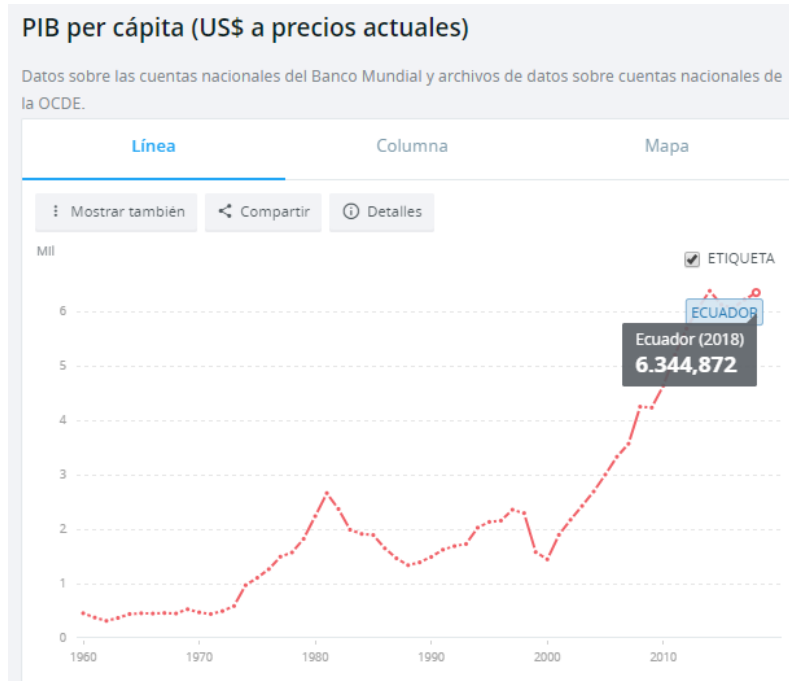 PIB per cápita (US$ a precios actuales)
Datos sobre las cuentas nacionales del Banco Mundial y archivos de datos sobre cuentas nacionales de
la OCDE.
Línea Columna Mapa
Mostrar también Compartir Detalles
Mil
ETIQUETA
6
ECUADOR
Ecuador (2018)
6.344,872
5
4
3
2
1
0
1960 1970 1980 1990 2000 2010